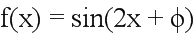 f(x) = sin(2x + ϕ)